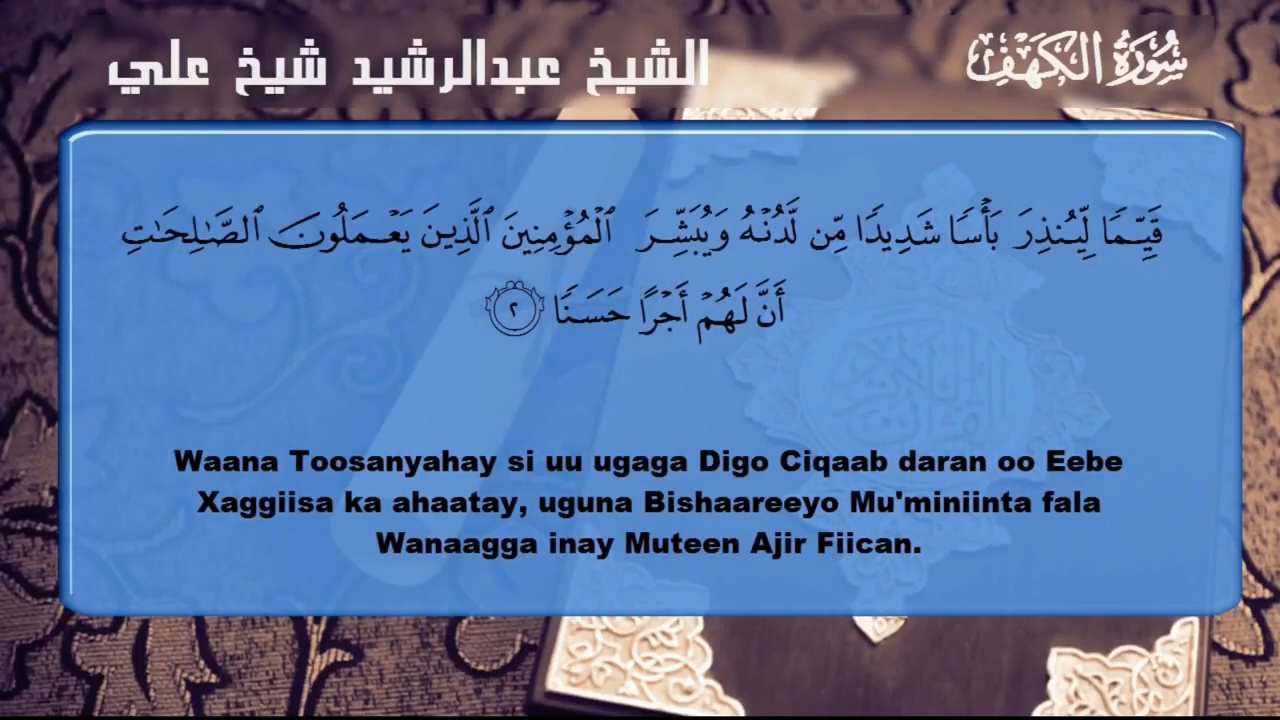 الشيخ عبدالرشيد شيخ علي
سُورَةُ الكَهْفِ
قَيِّمًا لِّيُنذِرَ بَأْسًا شَدِيدًا مِّن لَّدُنْهُ وَيُبَشِّرَ ٱلْمُؤْمِنِينَ ٱلَّذِينَ يَعْمَلُونَ ٱلصَّـٰلِحَـٰتِ
أَنَّ لَهُمْ أَجْرًا حَسَنًا ٢
Waana Toosanyahay si uu ugaga Digo Ciqaab daran oo Eebe
Xaggiisa ka ahaatay, uguna Bishaareeyo Mu'miniinta fala
Wanaagga inay Muteen Ajir Fiican.